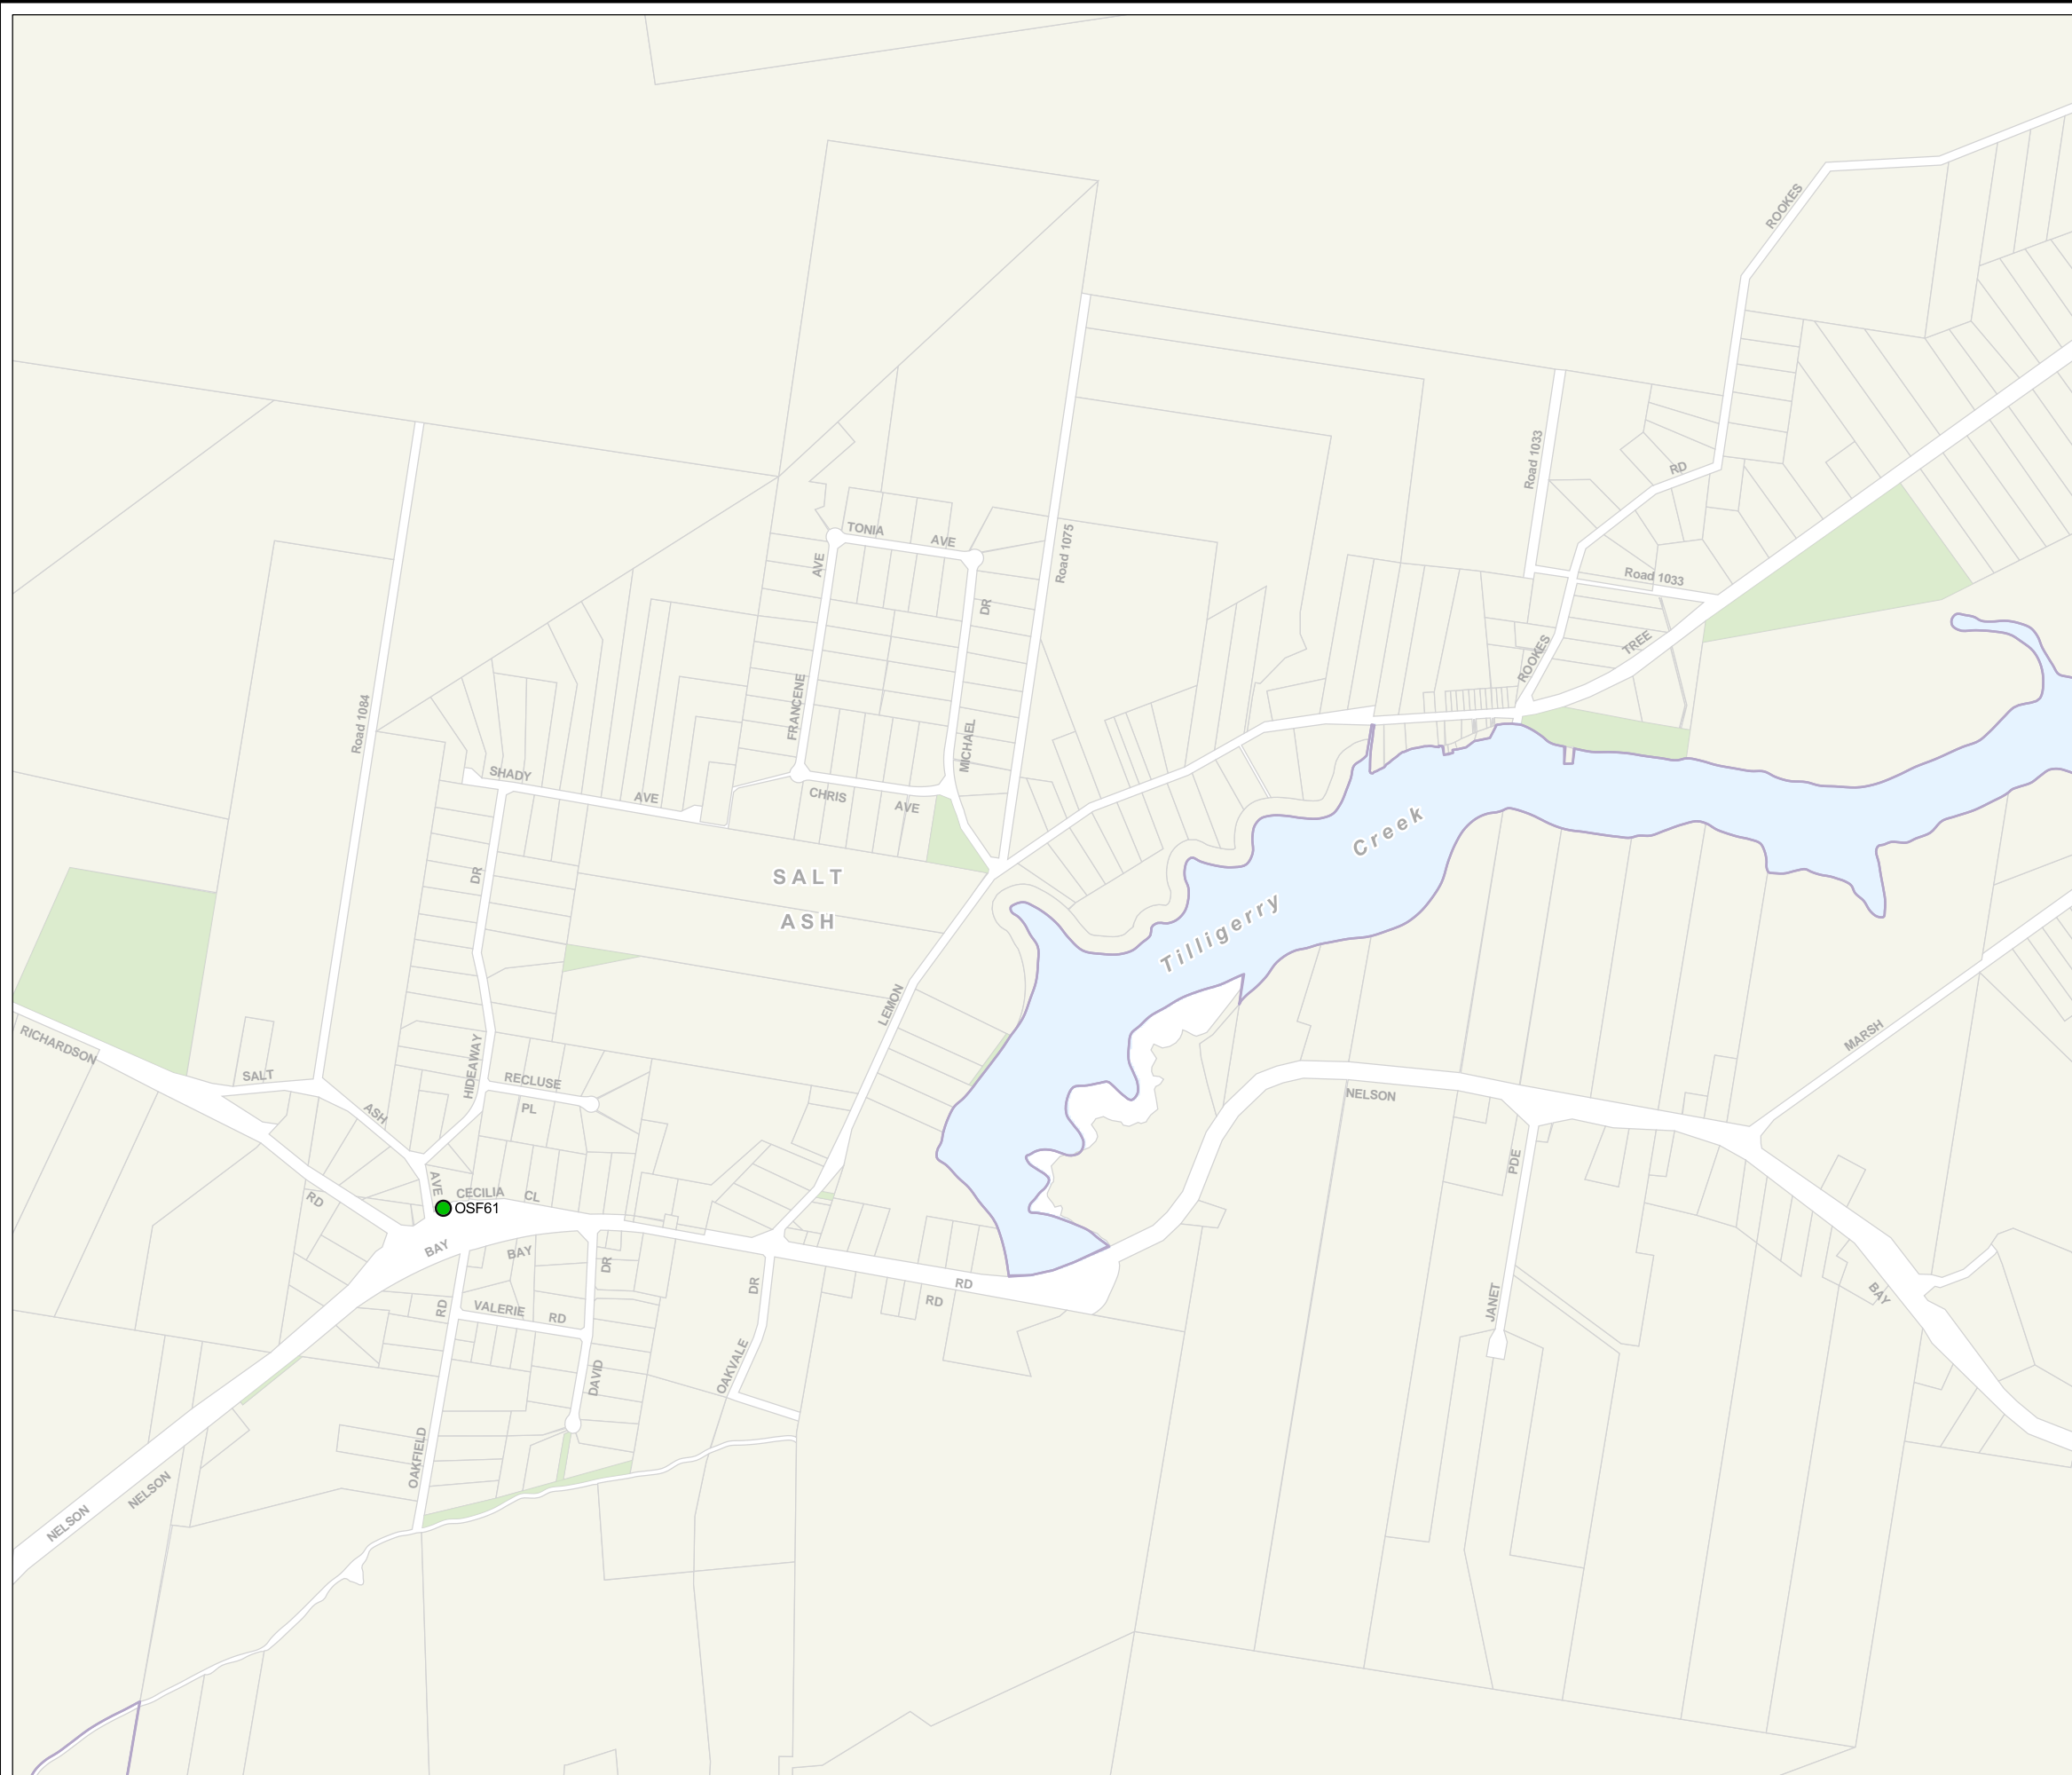 ROOKES
Road 1033
RD
TONIA
AVE
AVE
Road 1075
Road 1033
DR
TREE
ROOKES
FRANCENE
Road 1084
MICHAEL
SHADY
AVE
CHRIS
AVE
Creek
SALT
ASH
DR
Tilligerry
LEMON
RICHARDSON
MARSH
HIDEAWAY
SALT
RECLUSE
PL
NELSON
ASH
PDE
AVE
CECILIA
CL
RD
OSF61
BAY
BAY
DR
DR
RD
RD
RD
VALERIE
RD
JANET
BAY
OAKVALE
DAVID
OAKFIELD
NELSON
NELSON